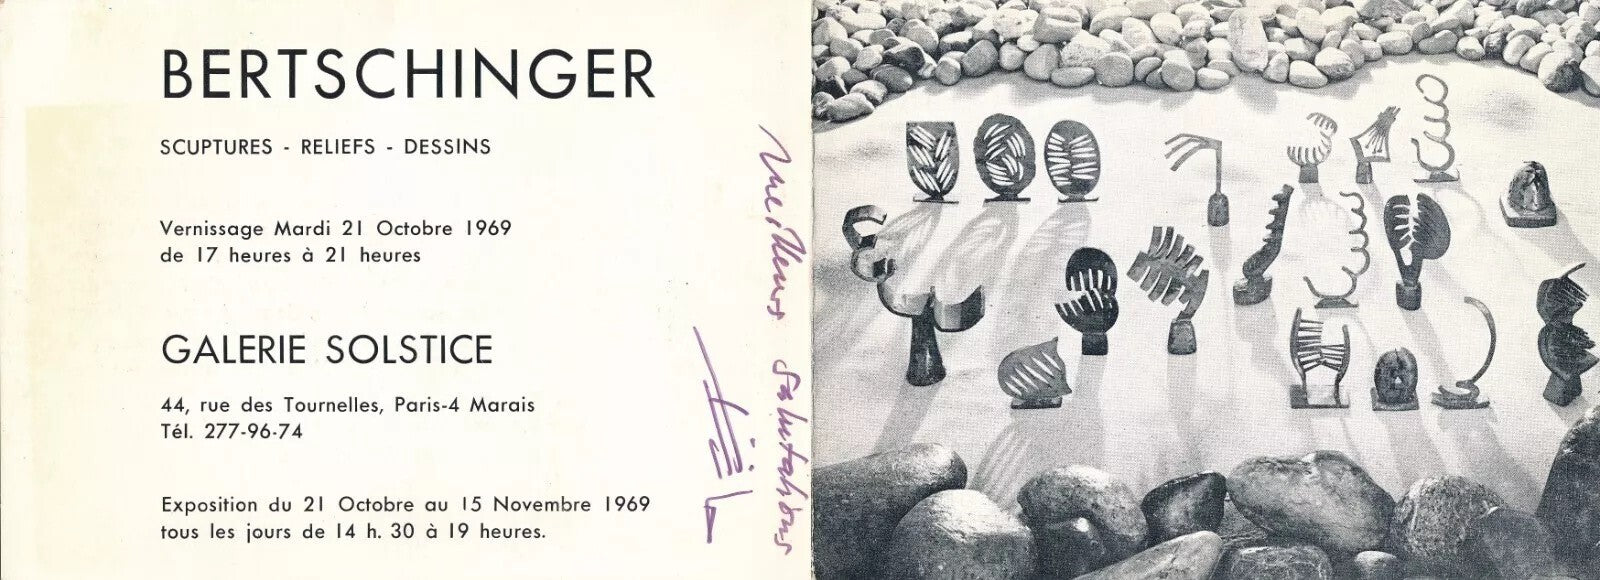 BERTSCHINGER
SCUPTURES - RELIEFS - DESSINS
Vernissage Mardi 21 Octobre 1969
de 17 heures à 21 heures
GALERIE SOLSTICE
44, rue des Tournelles, Paris-4 Marais
Tél. 277-96-74
Exposition du 21 Octobre au 15 Novembre 1969
tous les jours de 14 h. 30 à 19 heures.
Meilleurs salutations